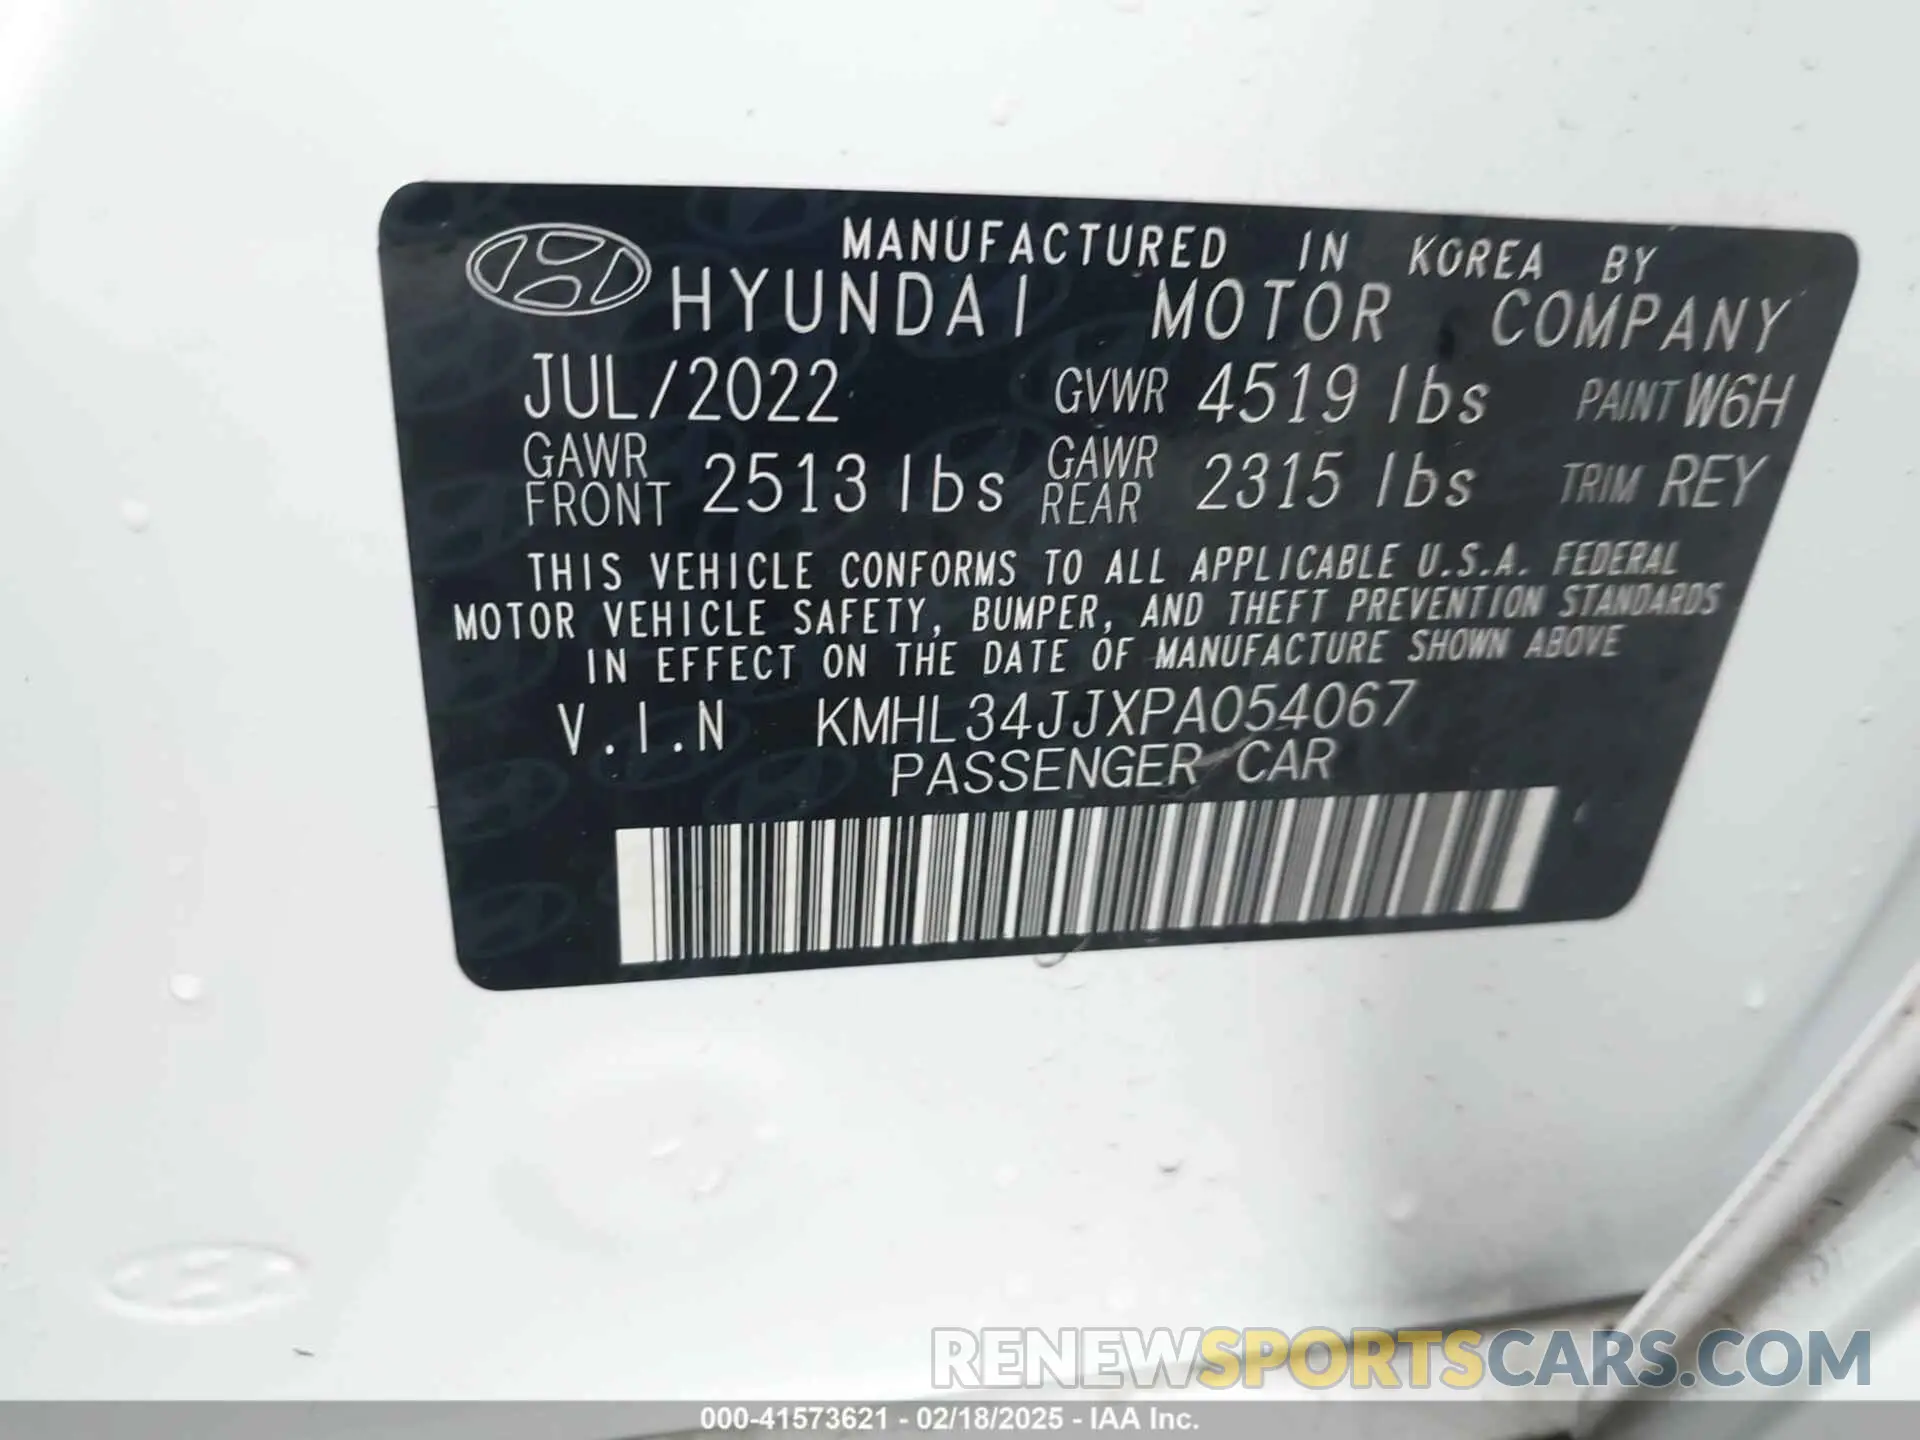 MANUFACTURED IN KOREA BY
HYUNDAI MOTOR COMPANY
JUL/2022 GVWR 4519 lbs PAINT W6H
GAWR FRONT 2513 lbs GAWR REAR 2315 lbs TRIM REY
THIS VEHICLE CONFORMS TO ALL APPLICABLE U.S.A. FEDERAL
MOTOR VEHICLE SAFETY, BUMPER, AND THEFT PREVENTION STANDARDS
IN EFFECT ON THE DATE OF MANUFACTURE SHOWN ABOVE
V.I.N KMHL34JJXPA054067
PASSENGER CAR
RENEWSPORTSCARS.COM
000-41573621 - 02/18/2025 - IAA Inc.